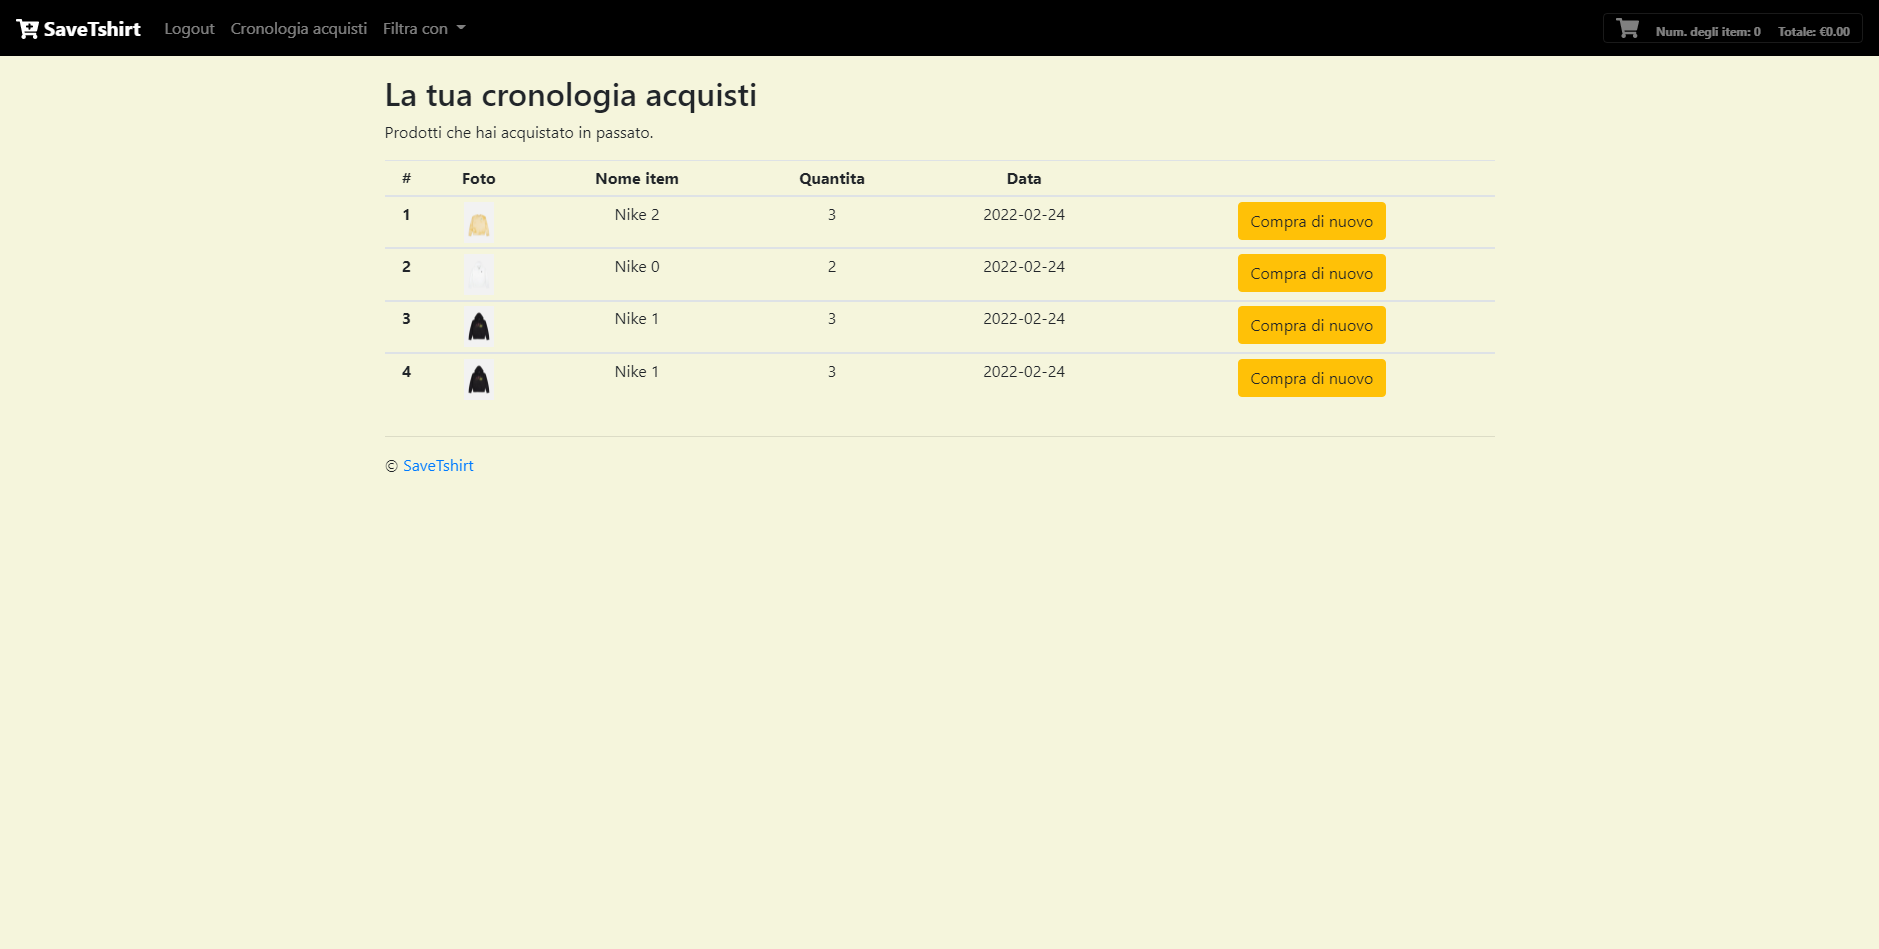 SaveTshirt Logout Cronologia acquisti Filtra con Num. degli item: 0 Totale: €0.00
La tua cronologia acquisti
Prodotti che hai acquistato in passato.
# Foto Nome item Quantita Data
1 Nike 2 3 2022-02-24 Compra di nuovo
2 Nike 0 2 2022-02-24 Compra di nuovo
3 Nike 1 3 2022-02-24 Compra di nuovo
4 Nike 1 3 2022-02-24 Compra di nuovo
© SaveTshirt